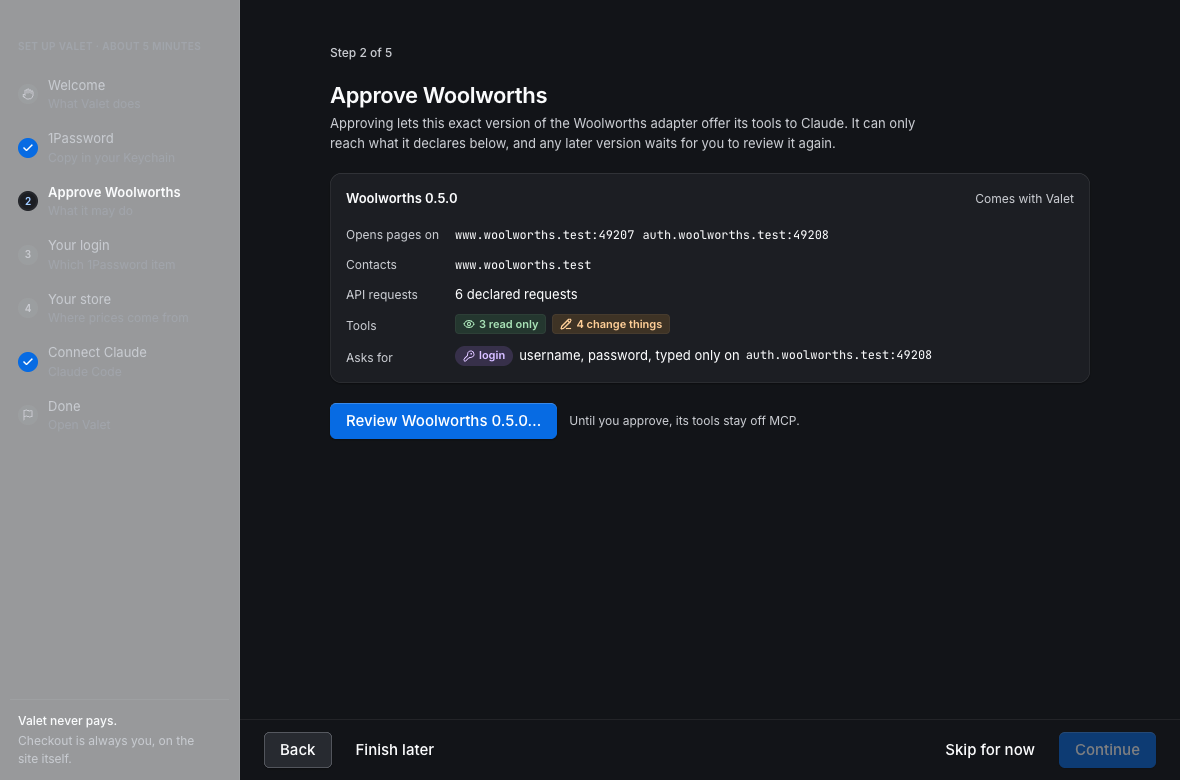 SET UP VALET · ABOUT 5 MINUTES
Welcome
What Valet does
1Password
Copy in your Keychain
2
Approve Woolworths
What it may do
3
Your login
Which 1Password item
4
Your store
Where prices come from
Connect Claude
Claude Code
Done
Open Valet
Valet never pays.
Checkout is always you, on the
site itself.
Step 2 of 5
Approve Woolworths
Approving lets this exact version of the Woolworths adapter offer its tools to Claude. It can only
reach what it declares below, and any later version waits for you to review it again.
Woolworths 0.5.0
Comes with Valet
Opens pages on www.woolworths.test:49207 auth.woolworths.test:49208
Contacts www.woolworths.test
API requests 6 declared requests
Tools 3 read only 4 change things
Asks for login username, password, typed only on auth.woolworths.test:49208
Review Woolworths 0.5.0...
Until you approve, its tools stay off MCP.
Back
Finish later
Skip for now
Continue